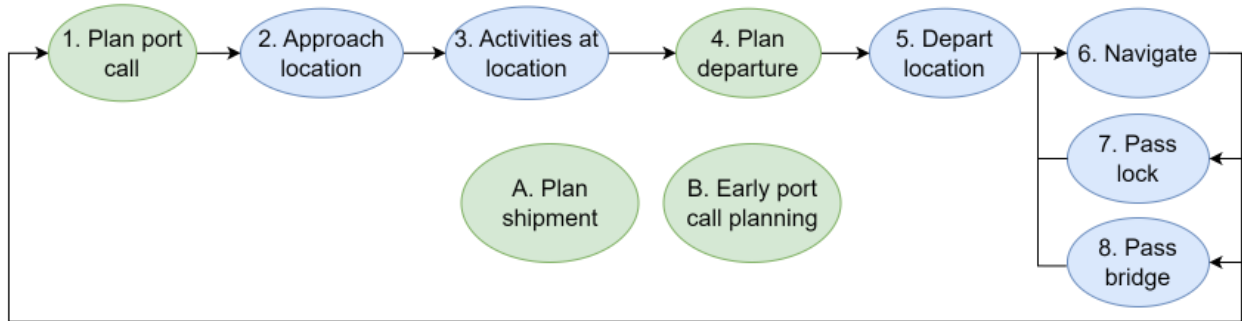 1. Plan port
call
2. Approach
location
3. Activities at
location
4. Plan
departure
5. Depart
location
6. Navigate
7. Pass
lock
A. Plan
shipment
B. Early port
call planning
8. Pass
bridge